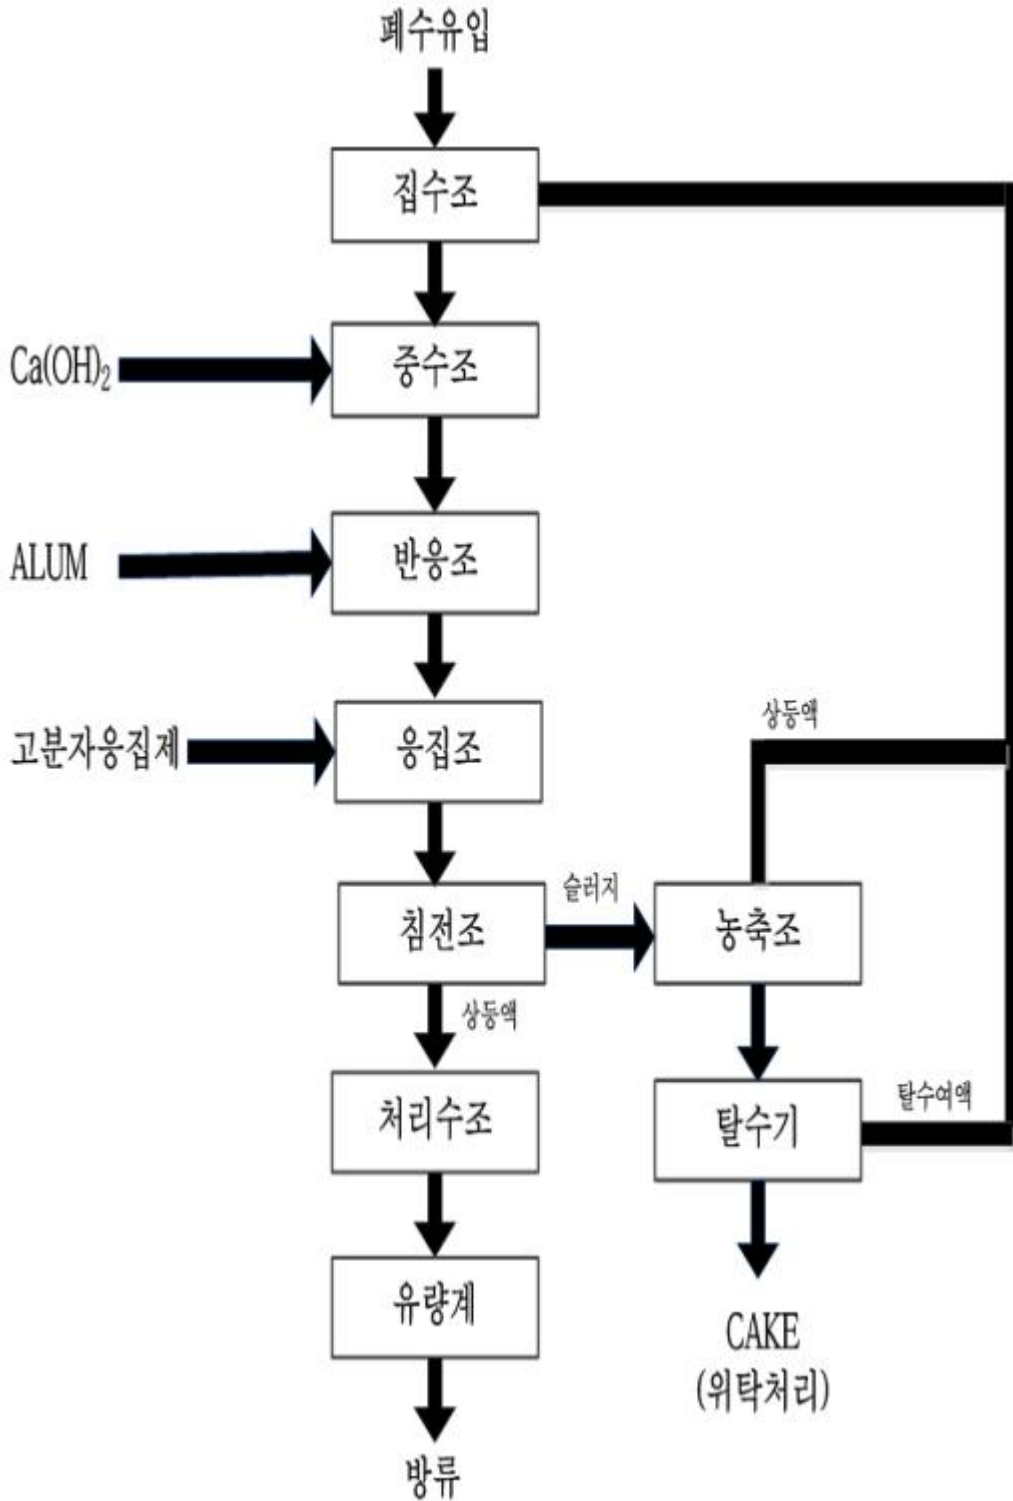 폐수유입
집수조
Ca(OH)₂
중수조
ALUM
반응조
고분자응집제
응집조
상등액
침전조
슬러지
농축조
상등액
처리수조
탈수기
탈수여액
유량계
CAKE
(위탁처리)
방류